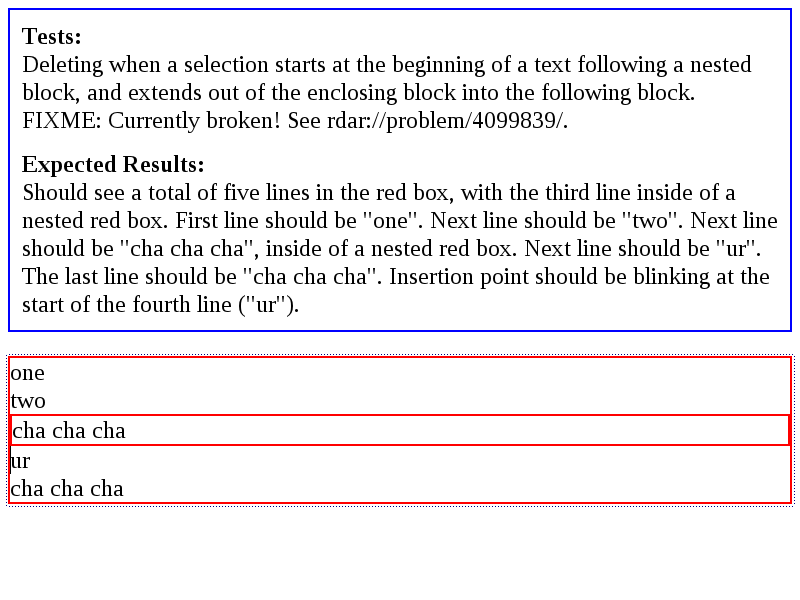 Tests:
Deleting when a selection starts at the beginning of a text following a nested
block, and extends out of the enclosing block into the following block.
FIXME: Currently broken! See rdar://problem/4099839/.
Expected Results:
Should see a total of five lines in the red box, with the third line inside of a
nested red box. First line should be "one". Next line should be "two". Next line
should be "cha cha cha", inside of a nested red box. Next line should be "ur".
The last line should be "cha cha cha". Insertion point should be blinking at the
start of the fourth line ("ur").
one
two
cha cha cha
ur
cha cha cha